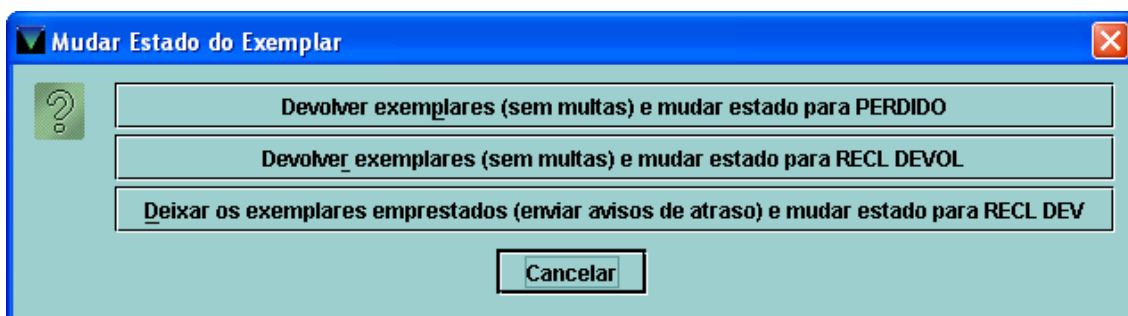 Mudar Estado do Exemplar
Devolver exemplares (sem multas) e mudar estado para PERDIDO
Devolver exemplares (sem multas) e mudar estado para RECL DEVOL
Deixar os exemplares emprestados (enviar avisos de atraso) e mudar estado para RECL DEV
Cancelar